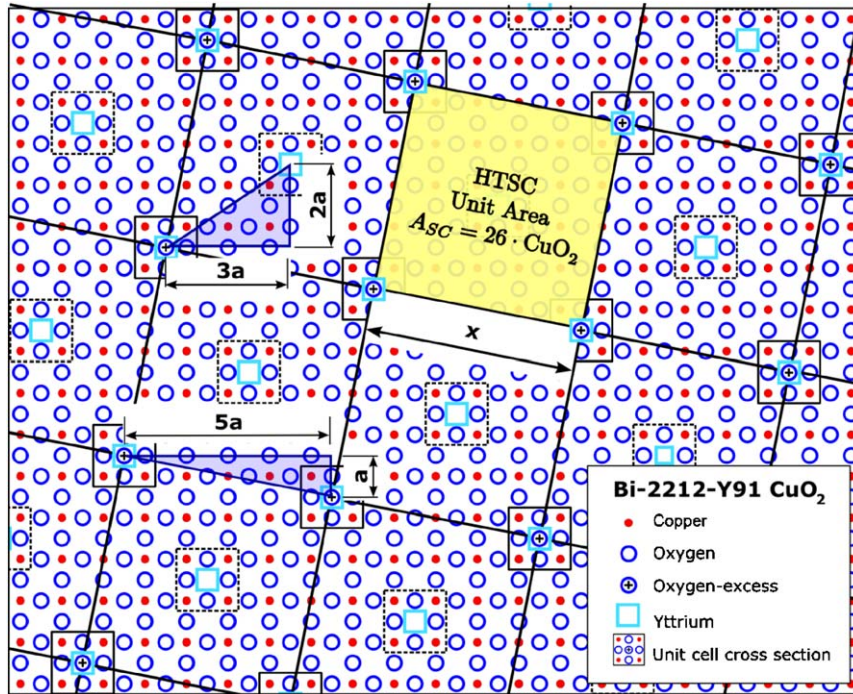 HTSC
Unit Area
A_SC = 26 · CuO₂
2a
3a
x
5a
a
Bi-2212-Y91 CuO₂
Copper
Oxygen
Oxygen-excess
Yttrium
Unit cell cross section